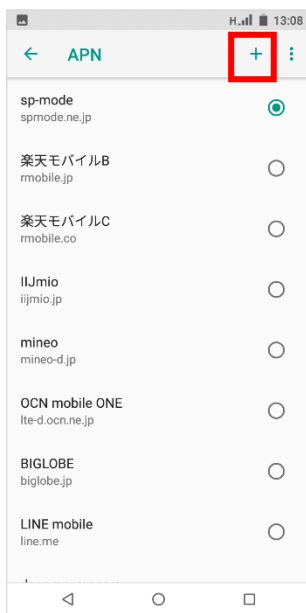 H 13:08
APN
sp-mode
spmode.ne.jp
楽天モバイルB
rmobile.jp
楽天モバイルC
rmobile.co
IIJmio
iijmio.jp
mineo
mineo-d.jp
OCN mobile ONE
lte-d.ocn.ne.jp
BIGLOBE
biglobe.jp
LINE mobile
line.me